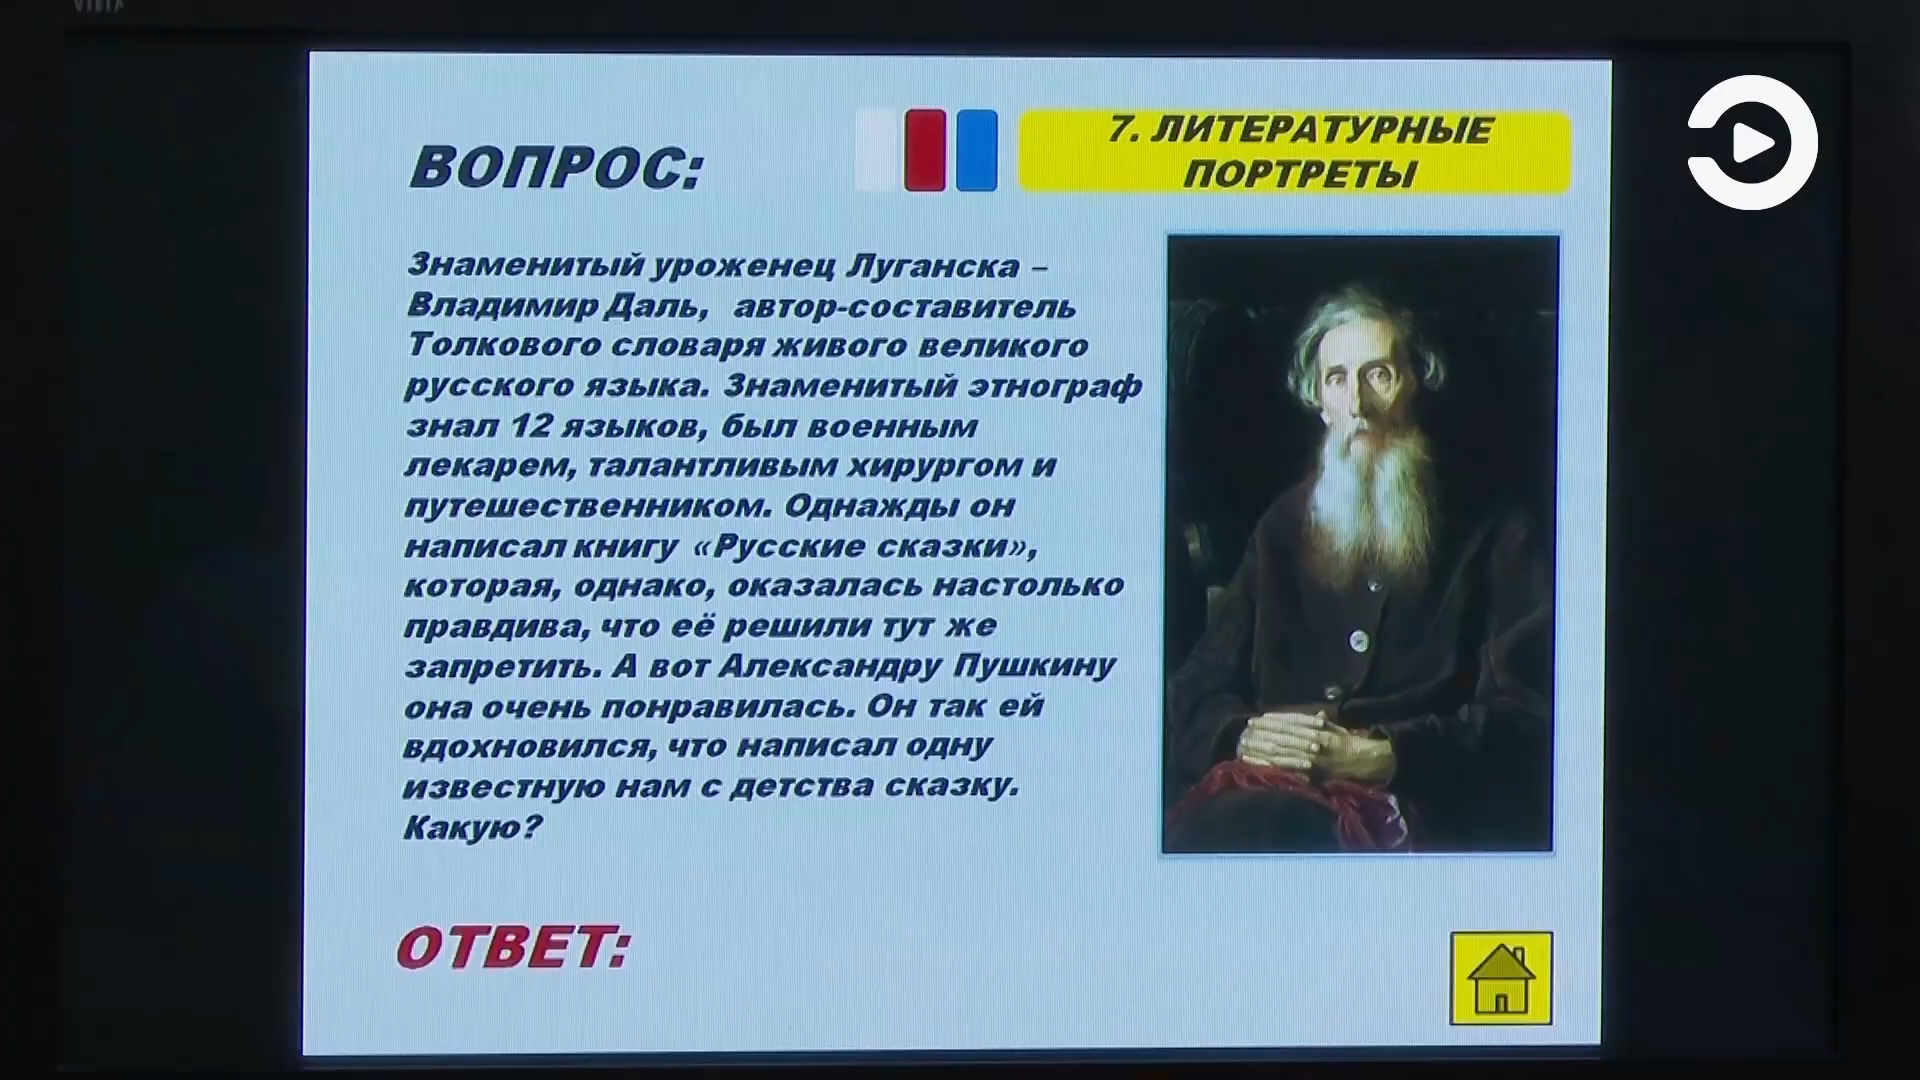 ВОПРОС:
7. ЛИТЕРАТУРНЫЕ
ПОРТРЕТЫ
Знаменитый уроженец Луганска –
Владимир Даль, автор-составитель
Толкового словаря живого великого
русского языка. Знаменитый этнограф
знал 12 языков, был военным
лекарем, талантливым хирургом и
путешественником. Однажды он
написал книгу «Русские сказки»,
которая, однако, оказалась настолько
правдива, что её решили тут же
запретить. А вот Александру Пушкину
она очень понравилась. Он так ей
вдохновился, что написал одну
известную нам с детства сказку.
Какую?
ОТВЕТ: